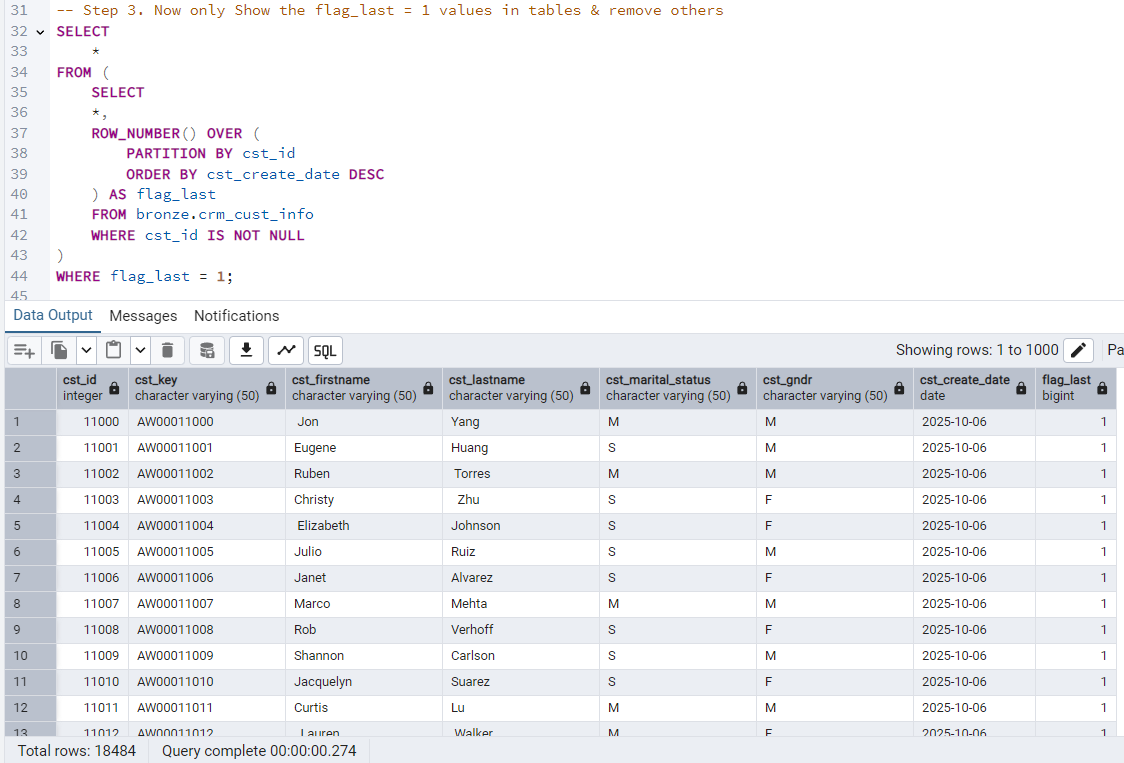 31 -- Step 3. Now only Show the flag_last = 1 values in tables & remove others
32 SELECT
33 *
34 FROM (
35 SELECT
36 *,
37 ROW_NUMBER() OVER (
38 PARTITION BY cst_id
39 ORDER BY cst_create_date DESC
40 ) AS flag_last
41 FROM bronze.crm_cust_info
42 WHERE cst_id IS NOT NULL
43 )
44 WHERE flag_last = 1;
45
Data Output Messages Notifications
SQL Showing rows: 1 to 1000 Pa
cst_id cst_key cst_firstname cst_lastname cst_marital_status cst_gndr cst_create_date flag_last
integer character varying (50) character varying (50) character varying (50) character varying (50) character varying (50) date bigint
1 11000 AW00011000 Jon Yang M M 2025-10-06 1
2 11001 AW00011001 Eugene Huang S M 2025-10-06 1
3 11002 AW00011002 Ruben Torres M M 2025-10-06 1
4 11003 AW00011003 Christy Zhu S F 2025-10-06 1
5 11004 AW00011004 Elizabeth Johnson S F 2025-10-06 1
6 11005 AW00011005 Julio Ruiz S M 2025-10-06 1
7 11006 AW00011006 Janet Alvarez S F 2025-10-06 1
8 11007 AW00011007 Marco Mehta M M 2025-10-06 1
9 11008 AW00011008 Rob Verhoff S F 2025-10-06 1
10 11009 AW00011009 Shannon Carlson S M 2025-10-06 1
11 11010 AW00011010 Jacquelyn Suarez S F 2025-10-06 1
12 11011 AW00011011 Curtis Lu M M 2025-10-06 1
13 11012 AW00011012 Lauren Walker M F 2025-10-06 1
Total rows: 18484 Query complete 00:00:00.274